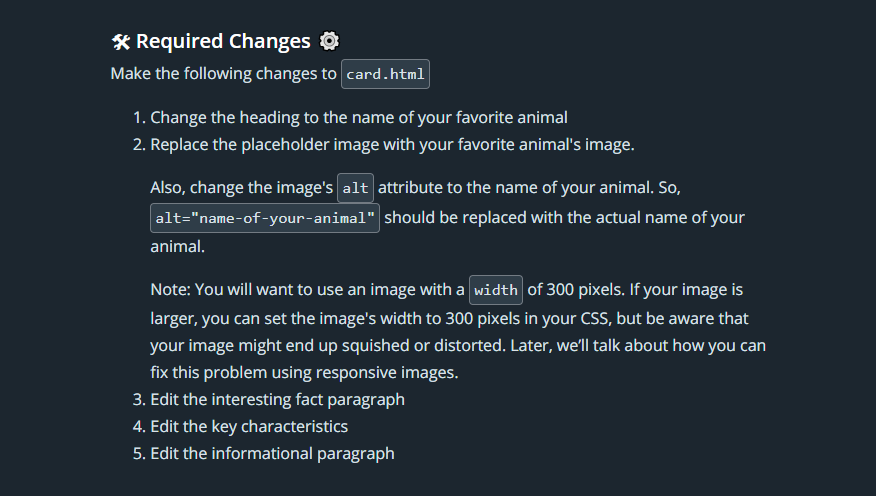 🛠 Required Changes ⚙
Make the following changes to card.html
1. Change the heading to the name of your favorite animal
2. Replace the placeholder image with your favorite animal's image.
Also, change the image's alt attribute to the name of your animal. So,
alt="name-of-your-animal" should be replaced with the actual name of your
animal.
Note: You will want to use an image with a width of 300 pixels. If your image is
larger, you can set the image's width to 300 pixels in your CSS, but be aware that
your image might end up squished or distorted. Later, we’ll talk about how you can
fix this problem using responsive images.
3. Edit the interesting fact paragraph
4. Edit the key characteristics
5. Edit the informational paragraph